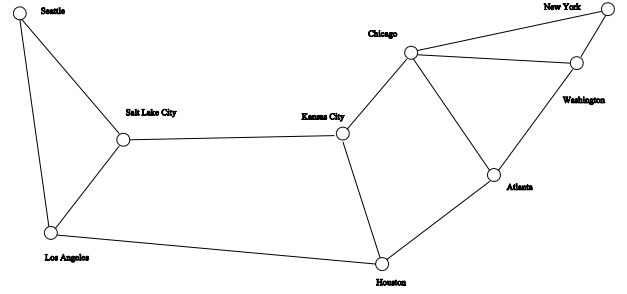 Seattle
New York
Chicago
Washington
Salt Lake City
Kansas City
Atlanta
Los Angeles
Houston